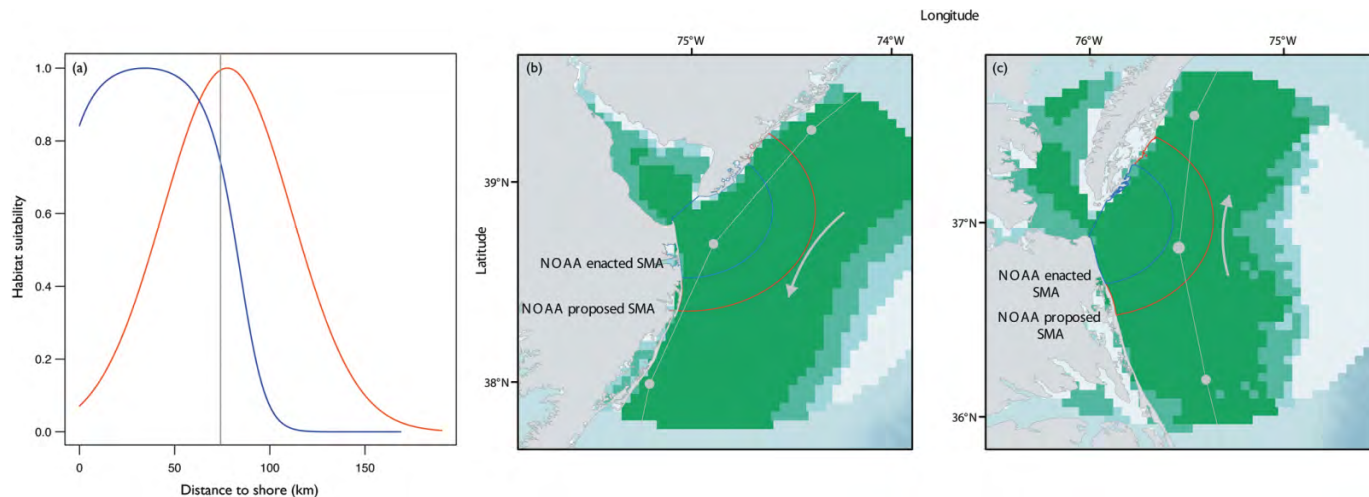 Longitude
(a)
1.0
0.8
0.6
0.4
0.2
0.0
Habitat suitability
0
50
100
150
Distance to shore (km)
75°W
74°W
(b)
39°N
38°N
Latitude
NOAA enacted SMA
NOAA proposed SMA
76°W
75°W
(c)
37°N
36°N
NOAA enacted
SMA
NOAA proposed
SMA